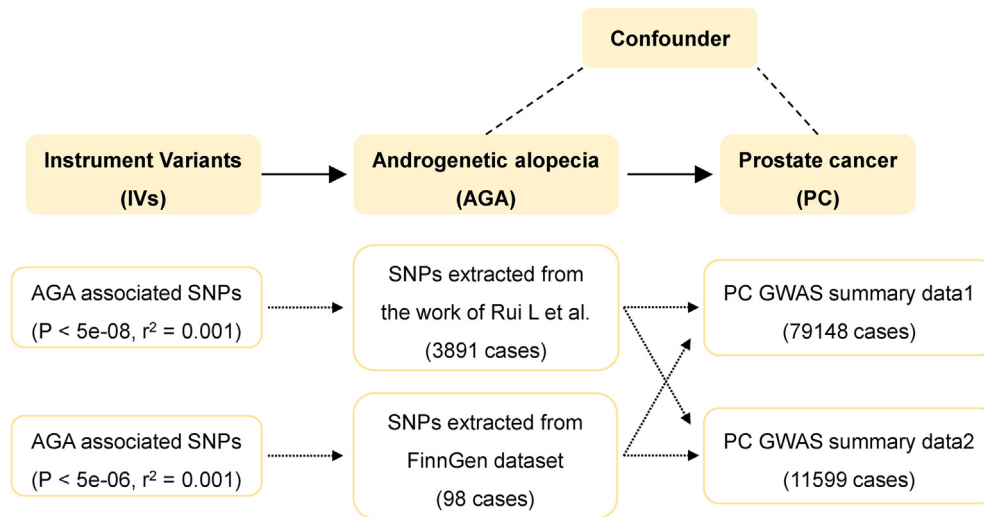 Confounder
Instrument Variants
(IVs)
Androgenetic alopecia
(AGA)
Prostate cancer
(PC)
AGA associated SNPs
(P < 5e-08, r² = 0.001)
SNPs extracted from
the work of Rui L et al.
(3891 cases)
PC GWAS summary data1
(79148 cases)
AGA associated SNPs
(P < 5e-06, r² = 0.001)
SNPs extracted from
FinnGen dataset
(98 cases)
PC GWAS summary data2
(11599 cases)